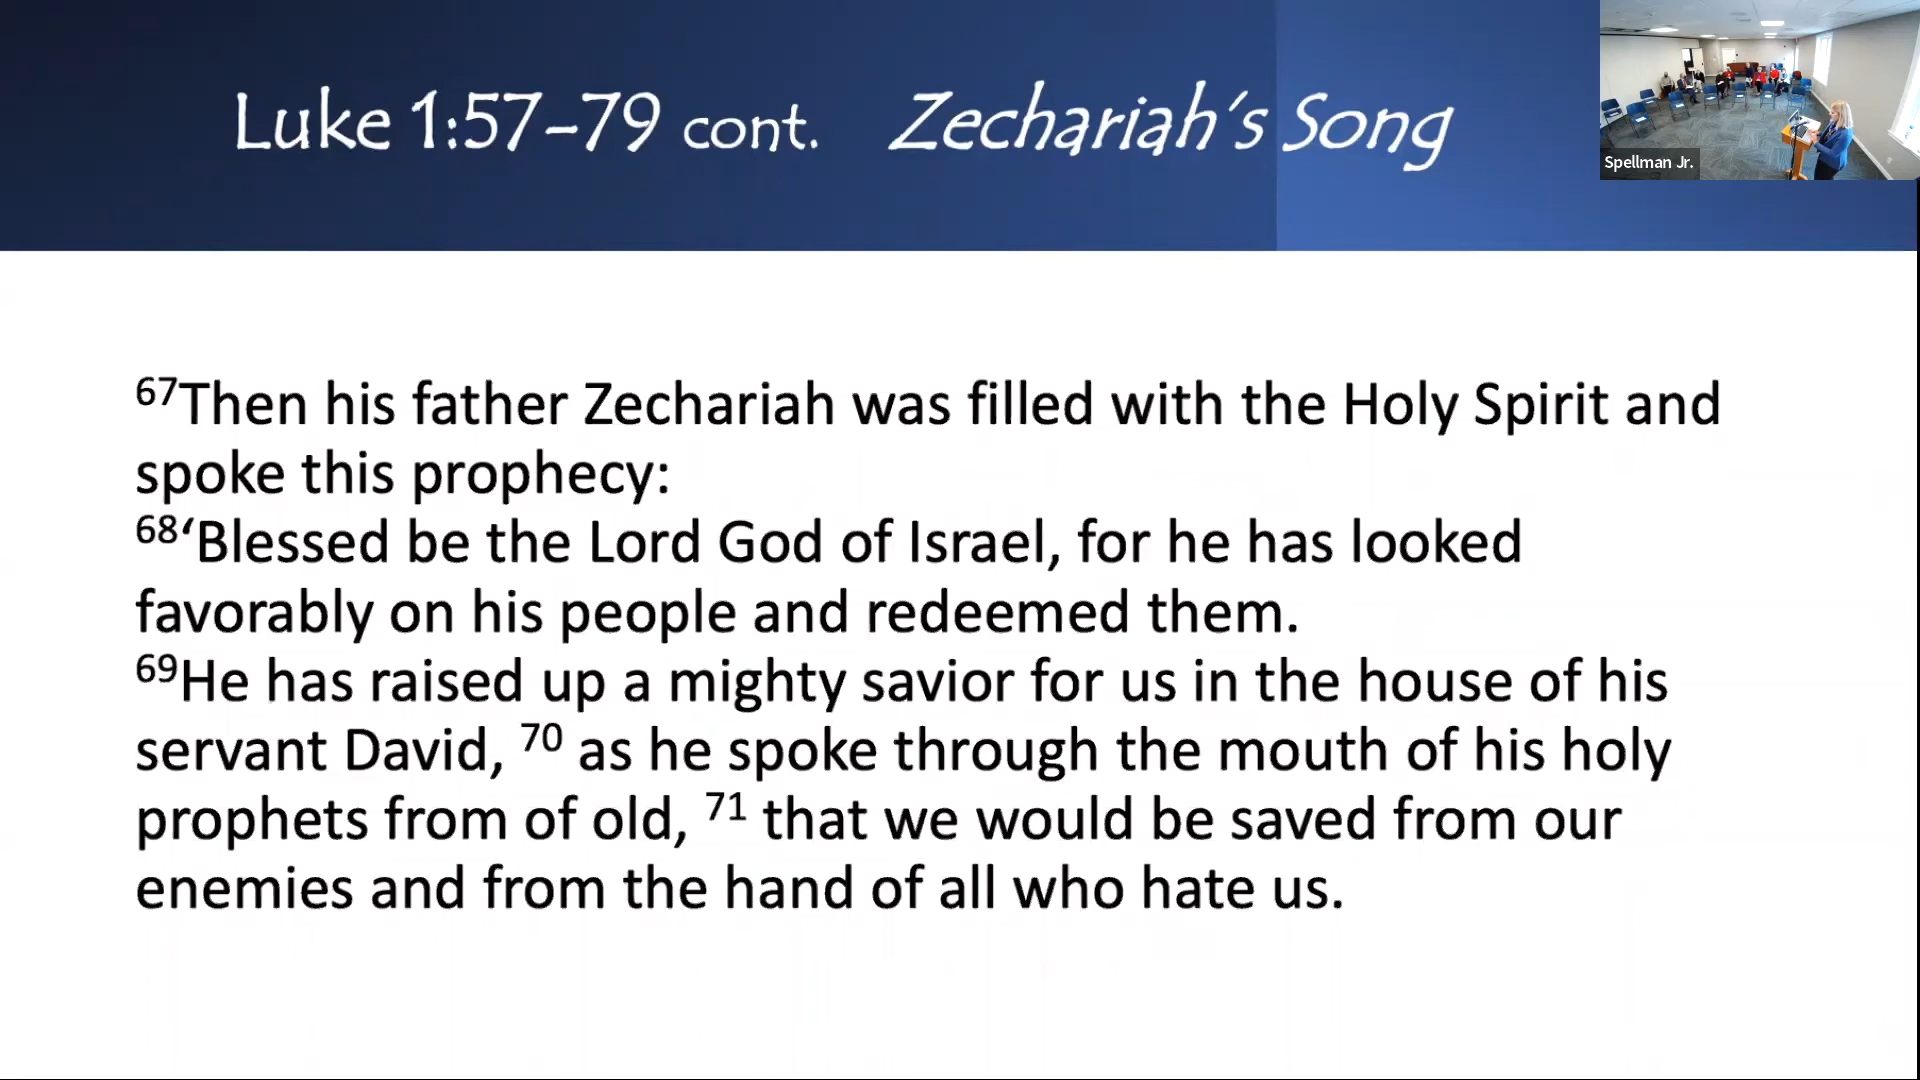 Luke 1:57–79 cont. Zechariah's Song
Spellman Jr.
67Then his father Zechariah was filled with the Holy Spirit and
spoke this prophecy:
68‘Blessed be the Lord God of Israel, for he has looked
favorably on his people and redeemed them.
69He has raised up a mighty savior for us in the house of his
servant David, 70 as he spoke through the mouth of his holy
prophets from of old, 71 that we would be saved from our
enemies and from the hand of all who hate us.